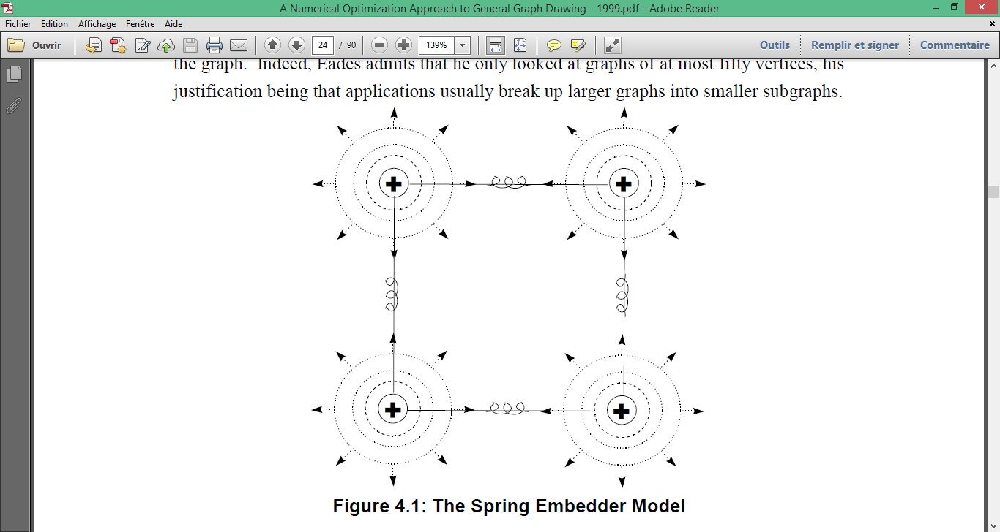 A Numerical Optimization Approach to General Graph Drawing - 1999.pdf - Adobe Reader
Fichier Edition Affichage Fenêtre Aide
Ouvrir 24 / 90 139% Outils Remplir et signer Commentaire
the graph. Indeed, Eades admits that he only looked at graphs of at most fifty vertices, his
justification being that applications usually break up larger graphs into smaller subgraphs.
Figure 4.1: The Spring Embedder Model